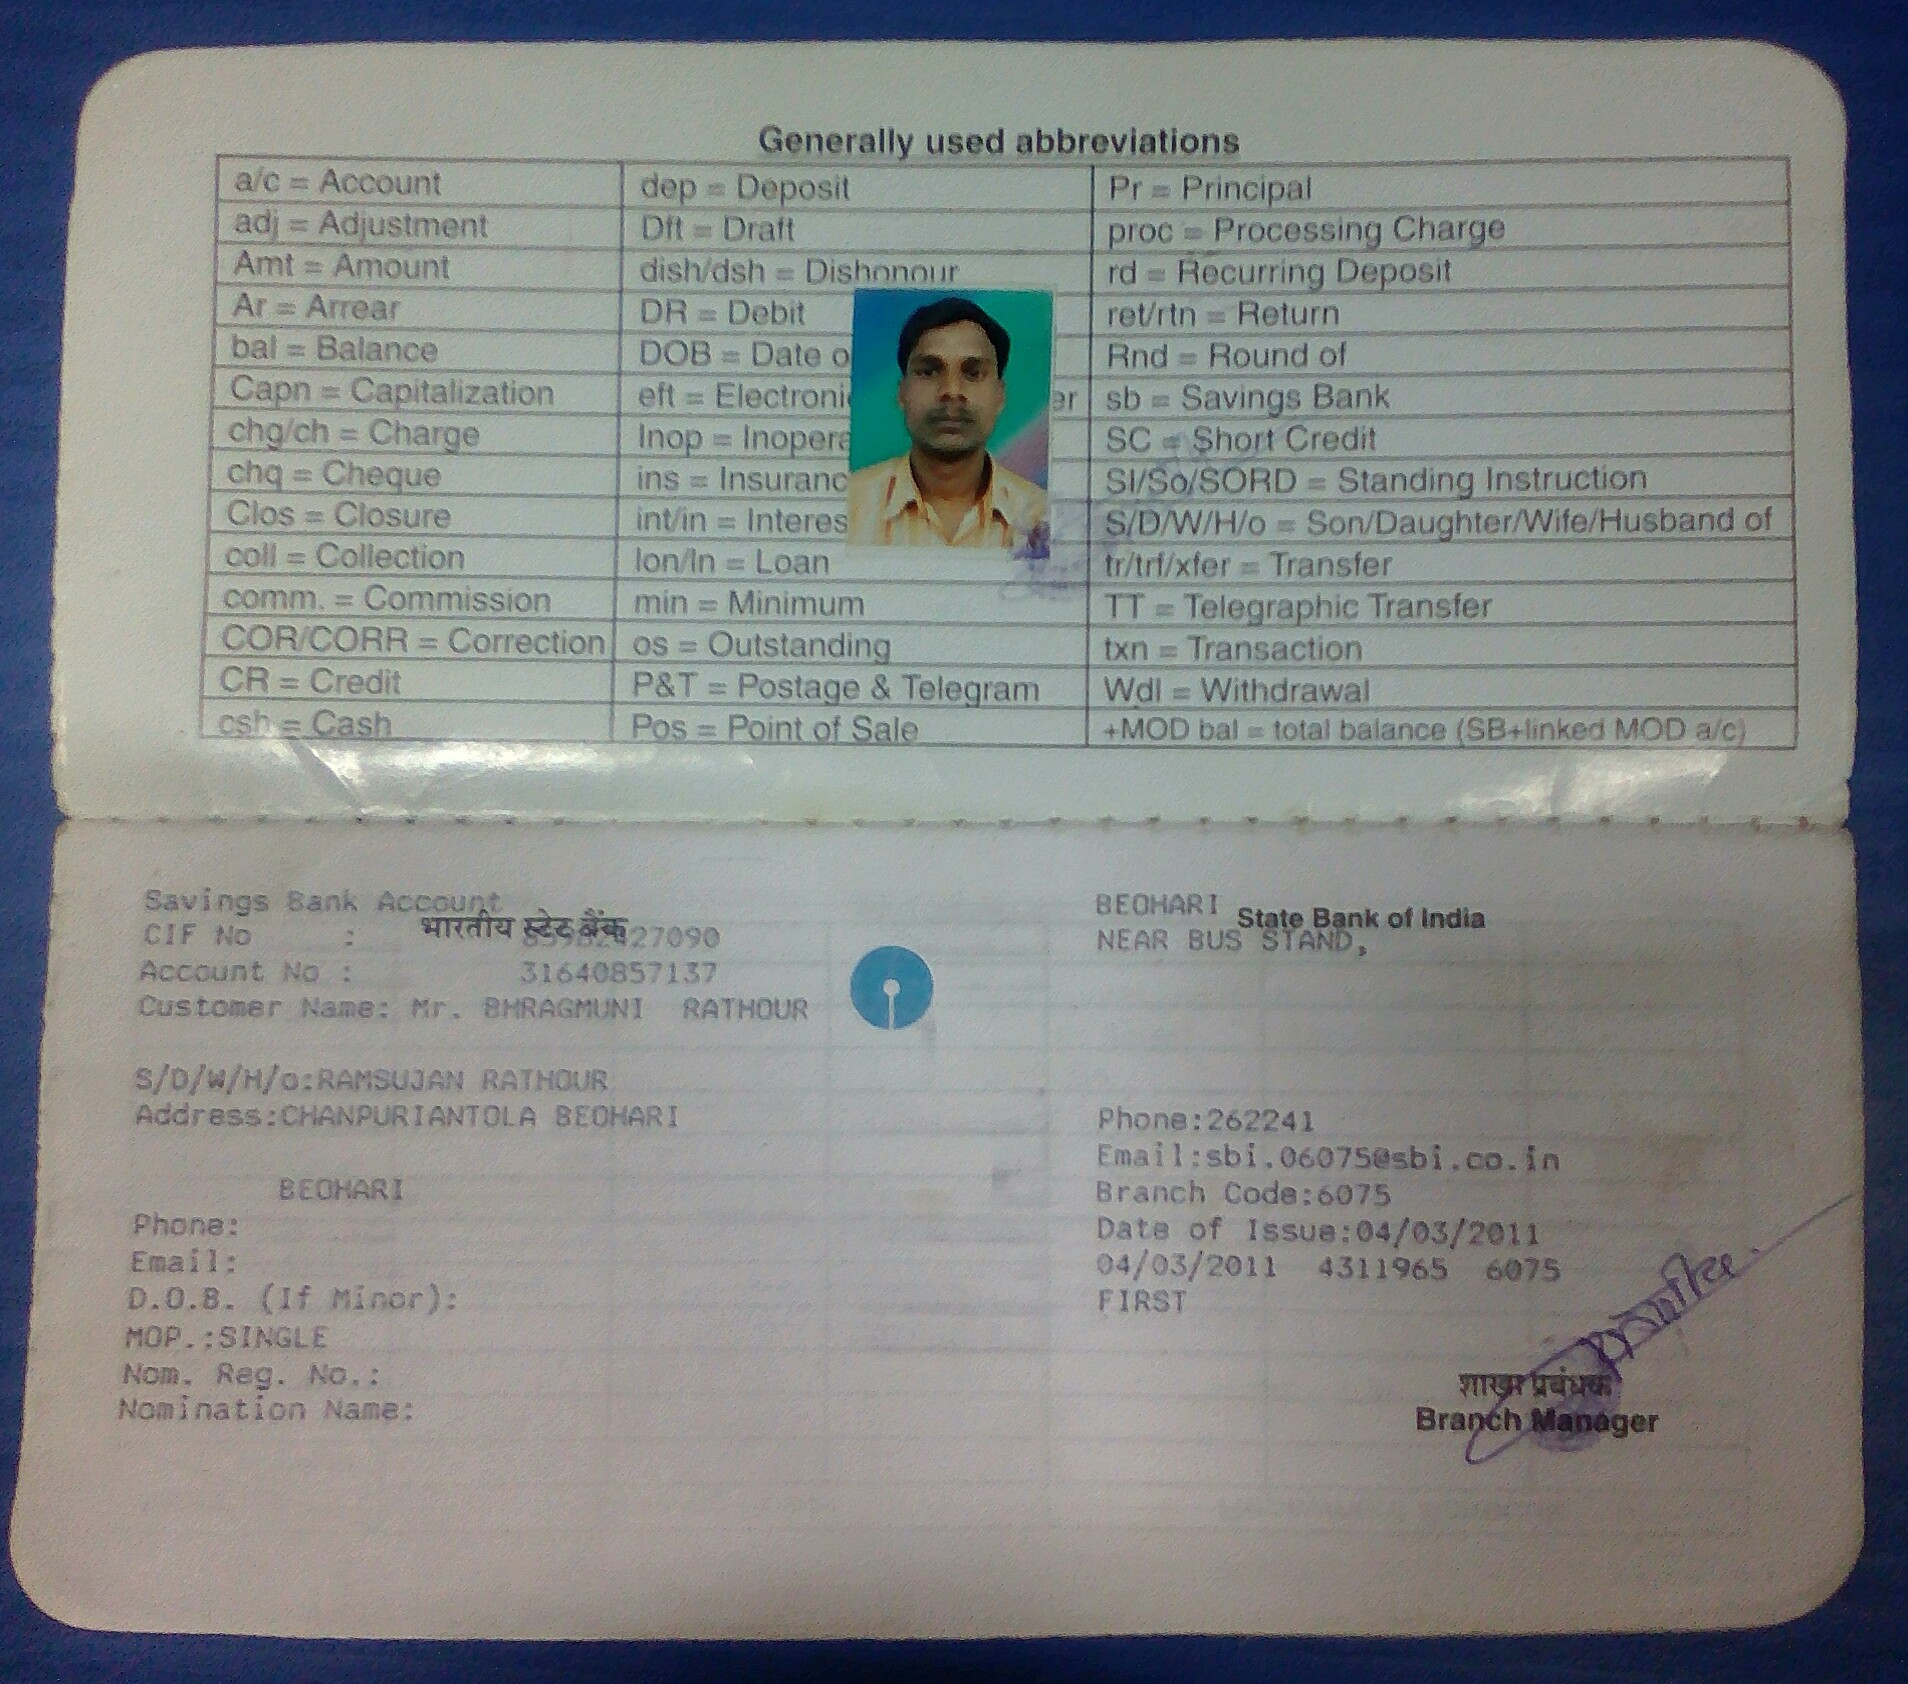 Generally used abbreviations
a/c = Account
dep = Deposit
Pr = Principal
adj = Adjustment
Dft = Draft
proc = Processing Charge
Amt = Amount
dish/dsh = Dishonour
rd = Recurring Deposit
Ar = Arrear
DR = Debit
ret/rtn = Return
bal = Balance
DOB = Date o
Rnd = Round of
Capn = Capitalization
eft = Electroni er
sb = Savings Bank
chg/ch = Charge
Inop = Inopera
SC = Short Credit
chq = Cheque
ins = Insuranc
SI/So/SORD = Standing Instruction
Clos = Closure
int/in = Interes
S/D/W/H/o = Son/Daughter/Wife/Husband of
coll = Collection
lon/ln = Loan
tr/trf/xfer = Transfer
comm. = Commission
min = Minimum
TT = Telegraphic Transfer
COR/CORR = Correction
os = Outstanding
txn = Transaction
CR = Credit
P&T = Postage & Telegram
Wdl = Withdrawal
csh = Cash
Pos = Point of Sale
+MOD bal = total balance (SB+linked MOD a/c)
Savings Bank Account
भारतीय स्टेट बैंक
CIF No :
Account No : 31640857137
Customer Name: Mr. BHRAGMUNI RATHOUR
S/D/W/H/o:RAMSUJAN RATHOUR
Address:CHANPURIANTOLA BEOHARI
BEOHARI
Phone:
Email:
D.O.B. (If Minor):
MOP.:SINGLE
Nom. Reg. No.:
Nomination Name:
BEOHARI
State Bank of India
NEAR BUS STAND,
Phone:262241
Email:sbi.06075@sbi.co.in
Branch Code:6075
Date of Issue:04/03/2011
04/03/2011 4311965 6075
FIRST
शाखा प्रबंधक
Branch Manager